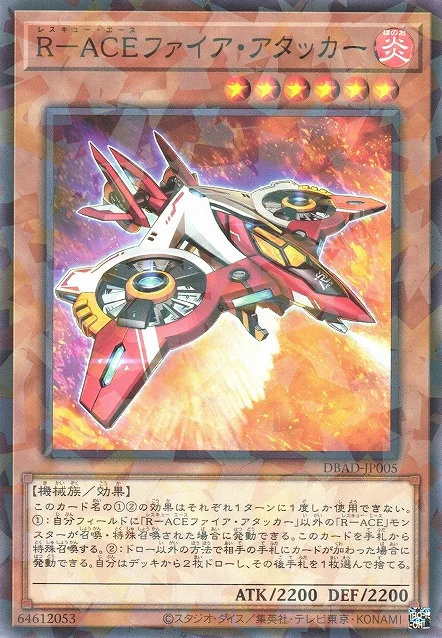 レスキュー・エース
R－ACEファイア・アタッカー
ほのお
炎
DBAD-JP005
【機械族／効果】
このカード名の①②の効果はそれぞれ１ターンに１度しか使用できない。
①：自分フィールドに「R－ACEファイア・アタッカー」以外の「R－ACE」モン
スターが召喚・特殊召喚された場合に発動できる。このカードを手札から
特殊召喚する。②：ドロー以外の方法で相手の手札にカードが加わった場合に
発動できる。自分はデッキから２枚ドローし、その後手札を１枚選んで捨てる。
ATK/2200 DEF/2200
64612053
©スタジオ・ダイス／集英社・テレビ東京・KONAMI